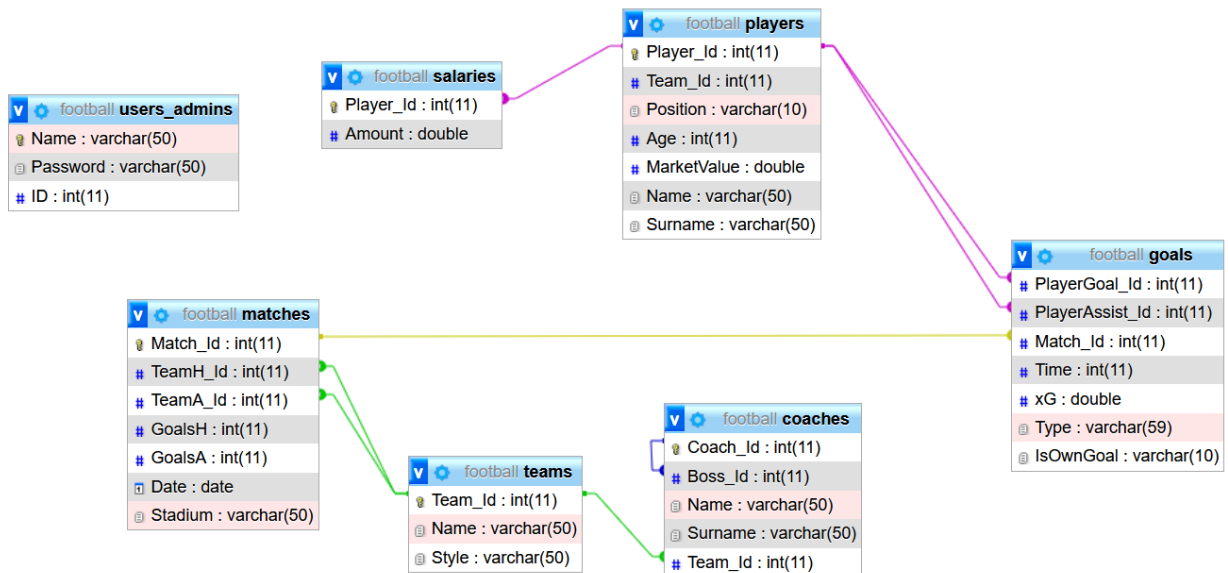 football players
Player_Id : int(11)
Team_Id : int(11)
Position : varchar(10)
Age : int(11)
MarketValue : double
Name : varchar(50)
Surname : varchar(50)
football salaries
Player_Id : int(11)
Amount : double
football users_admins
Name : varchar(50)
Password : varchar(50)
ID : int(11)
football goals
PlayerGoal_Id : int(11)
PlayerAssist_Id : int(11)
Match_Id : int(11)
Time : int(11)
xG : double
Type : varchar(59)
IsOwnGoal : varchar(10)
football matches
Match_Id : int(11)
TeamH_Id : int(11)
TeamA_Id : int(11)
GoalsH : int(11)
GoalsA : int(11)
Date : date
Stadium : varchar(50)
football coaches
Coach_Id : int(11)
Boss_Id : int(11)
Name : varchar(50)
Surname : varchar(50)
Team_Id : int(11)
football teams
Team_Id : int(11)
Name : varchar(50)
Style : varchar(50)